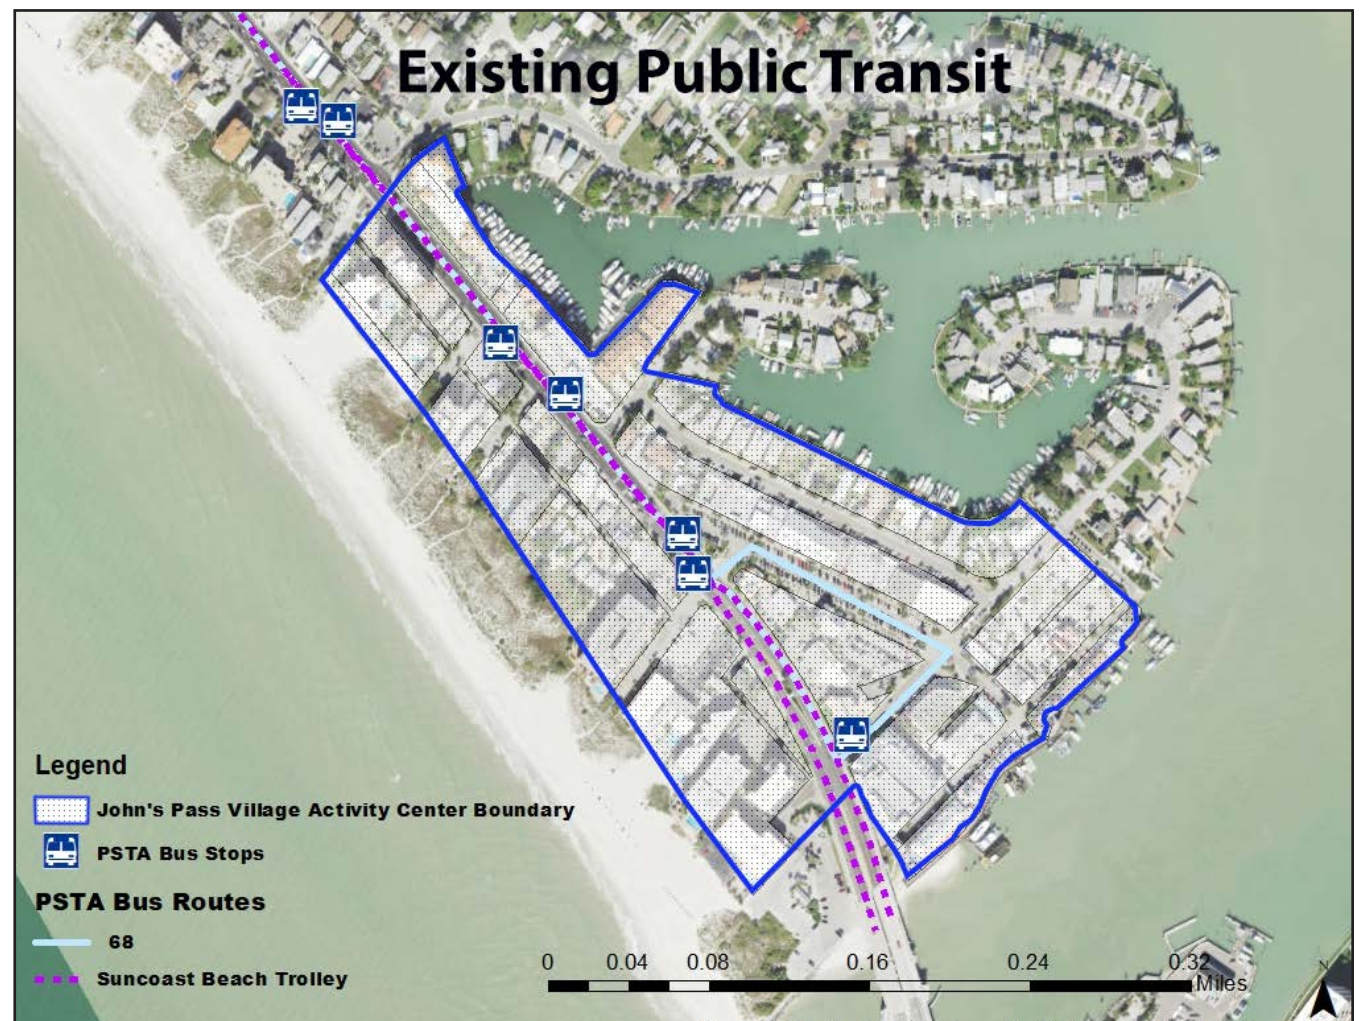 Existing Public Transit
Legend
John's Pass Village Activity Center Boundary
PSTA Bus Stops
PSTA Bus Routes
68
Suncoast Beach Trolley
0 0.04 0.08 0.16 0.24 0.32
Miles
N